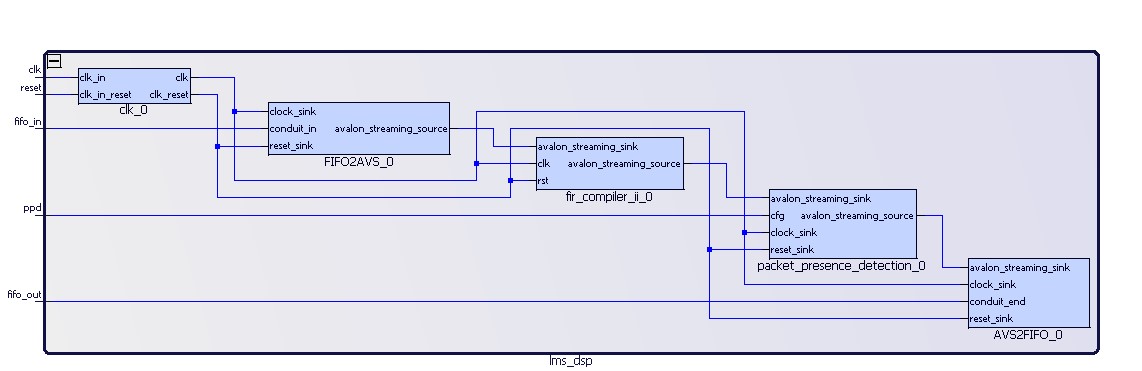 clk
reset
fifo_in
ppd
fifo_out
clk_in clk
clk_in_reset clk_reset
clk_0
clock_sink
conduit_in avalon_streaming_source
reset_sink
FIFO2AVS_0
avalon_streaming_sink
clk avalon_streaming_source
rst
fir_compiler_ii_0
avalon_streaming_sink
cfg avalon_streaming_source
clock_sink
reset_sink
packet_presence_detection_0
avalon_streaming_sink
clock_sink
conduit_end
reset_sink
AVS2FIFO_0
lms_dsp